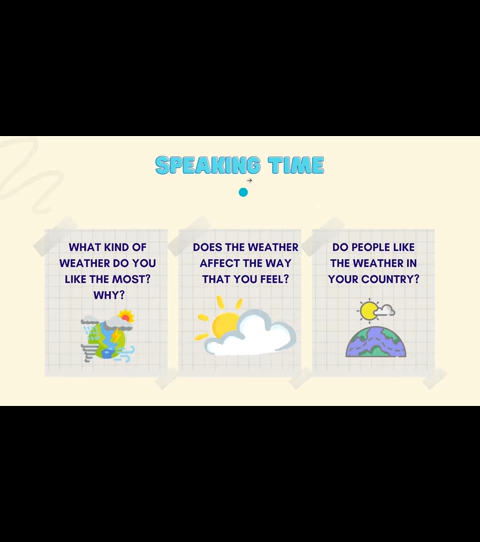 SPEAKING TIME
WHAT KIND OF
WEATHER DO YOU
LIKE THE MOST?
WHY?
DOES THE WEATHER
AFFECT THE WAY
THAT YOU FEEL?
DO PEOPLE LIKE
THE WEATHER IN
YOUR COUNTRY?